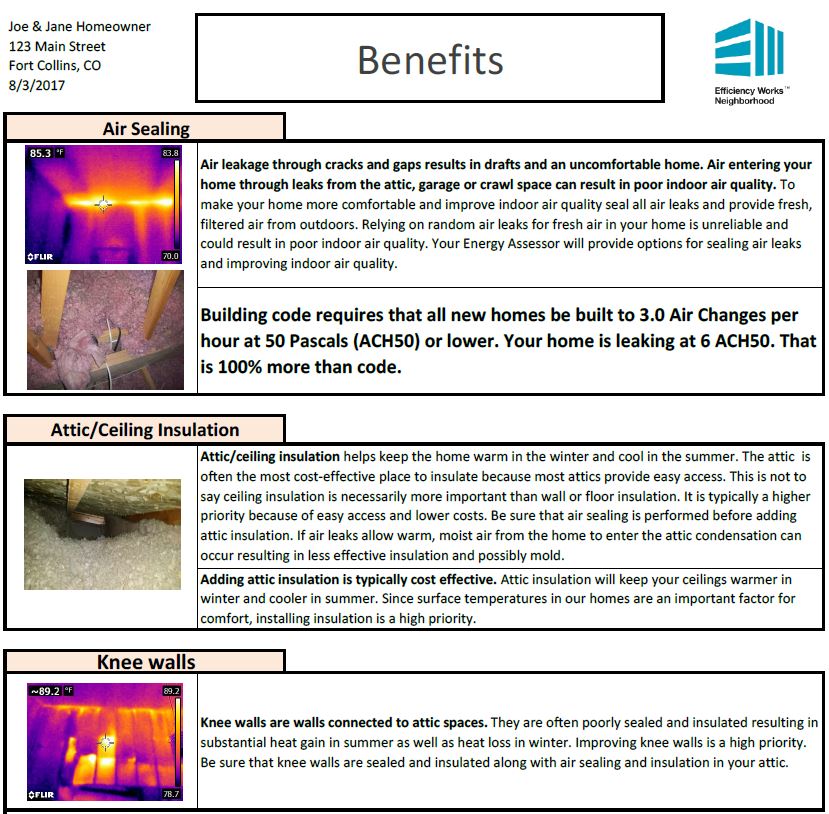 Joe & Jane Homeowner
123 Main Street
Fort Collins, CO
8/3/2017
Benefits
Efficiency Works™
Neighborhood
Air Sealing
85.3 °F
83.8
70.0
FLIR
Air leakage through cracks and gaps results in drafts and an uncomfortable home. Air entering your
home through leaks from the attic, garage or crawl space can result in poor indoor air quality. To
make your home more comfortable and improve indoor air quality seal all air leaks and provide fresh,
filtered air from outdoors. Relying on random air leaks for fresh air in your home is unreliable and
could result in poor indoor air quality. Your Energy Assessor will provide options for sealing air leaks
and improving indoor air quality.
Building code requires that all new homes be built to 3.0 Air Changes per
hour at 50 Pascals (ACH50) or lower. Your home is leaking at 6 ACH50. That
is 100% more than code.
Attic/Ceiling Insulation
Attic/ceiling insulation helps keep the home warm in the winter and cool in the summer. The attic is
often the most cost-effective place to insulate because most attics provide easy access. This is not to
say ceiling insulation is necessarily more important than wall or floor insulation. It is typically a higher
priority because of easy access and lower costs. Be sure that air sealing is performed before adding
attic insulation. If air leaks allow warm, moist air from the home to enter the attic condensation can
occur resulting in less effective insulation and possibly mold.
Adding attic insulation is typically cost effective. Attic insulation will keep your ceilings warmer in
winter and cooler in summer. Since surface temperatures in our homes are an important factor for
comfort, installing insulation is a high priority.
Knee walls
~89.2 °F
89.2
78.7
FLIR
Knee walls are walls connected to attic spaces. They are often poorly sealed and insulated resulting in
substantial heat gain in summer as well as heat loss in winter. Improving knee walls is a high priority.
Be sure that knee walls are sealed and insulated along with air sealing and insulation in your attic.